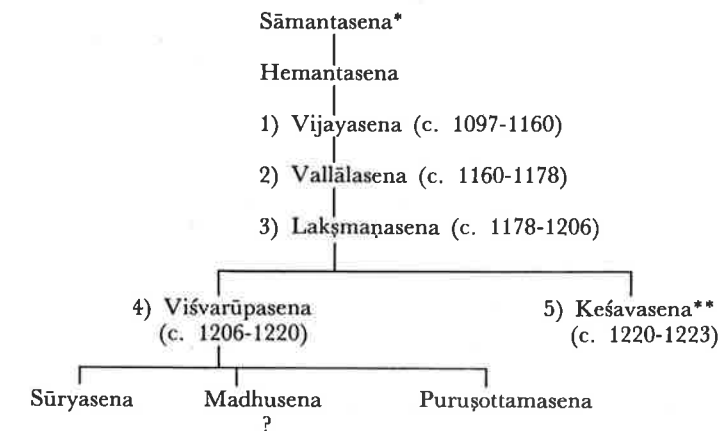 Sāmantasena*
Hemantasena
1) Vijayasena (c. 1097-1160)
2) Vallālasena (c. 1160-1178)
3) Lakṣmaṇasena (c. 1178-1206)
4) Viśvarūpasena
(c. 1206-1220)
5) Keśavasena**
(c. 1220-1223)
Sūryasena
Madhusena
?
Puruṣottamasena